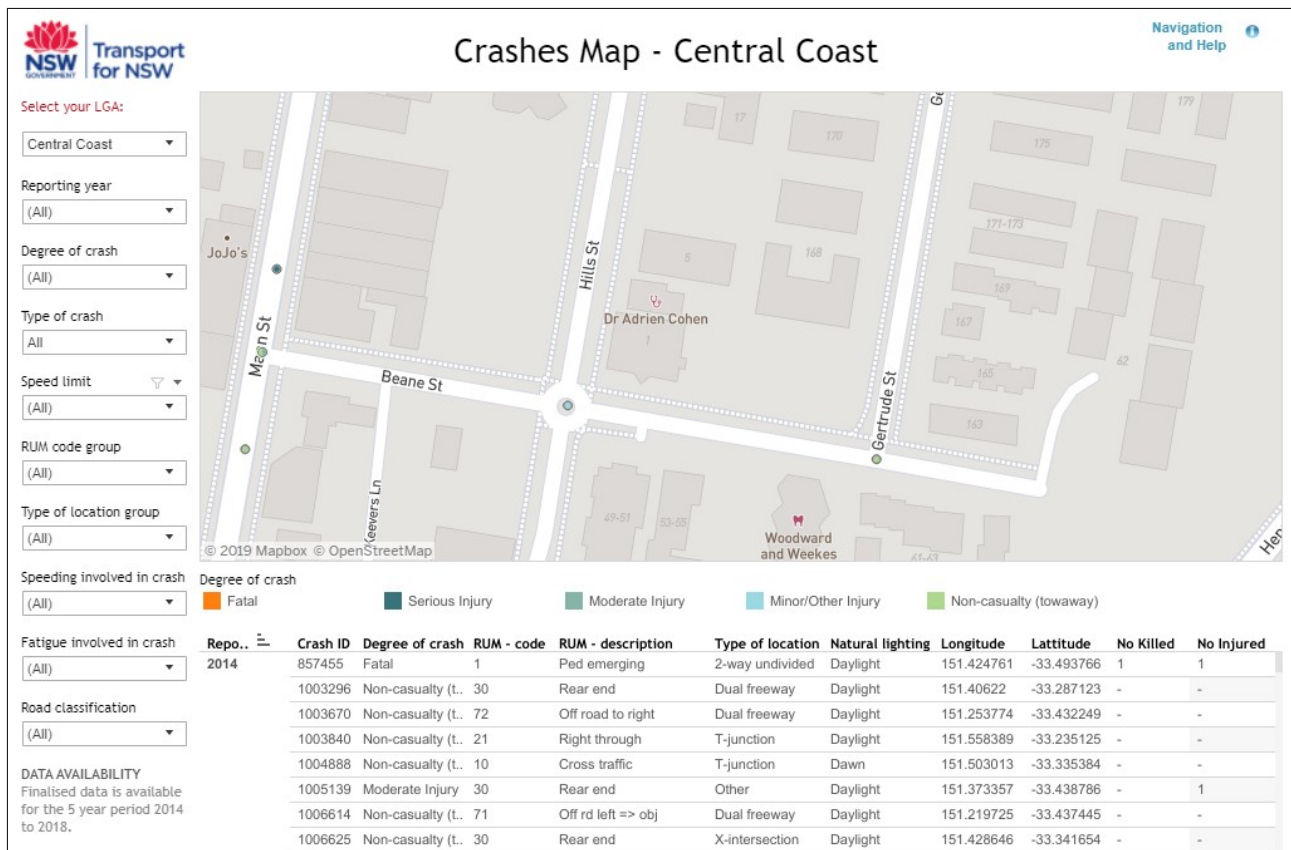 NSW
GOVERNMENT
Transport
for NSW
Crashes Map - Central Coast
Navigation
and Help
Select your LGA:
Central Coast
Reporting year
(All)
Degree of crash
(All)
Type of crash
All
Speed limit
(All)
RUM code group
(All)
Type of location group
(All)
Speeding involved in crash
(All)
Fatigue involved in crash
(All)
Road classification
(All)
DATA AVAILABILITY
Finalised data is available
for the 5 year period 2014
to 2018.
179
17
170
175
171-173
JoJo's
Hills St
5
168
169
Dr Adrien Cohen
1
167
62
Beane St
165
Gertrude St
163
Keevers Ln
49-51
53-55
Woodward
and Weekes
61-63
© 2019 Mapbox © OpenStreetMap
Degree of crash
Fatal Serious Injury Moderate Injury Minor/Other Injury Non-casualty (towaway)
Repo.. Crash ID Degree of crash RUM - code RUM - description Type of location Natural lighting Longitude Lattitude No Killed No Injured
2014 857455 Fatal 1 Ped emerging 2-way undivided Daylight 151.424761 -33.493766 1 1
1003296 Non-casualty (t.. 30 Rear end Dual freeway Daylight 151.40622 -33.287123 - -
1003670 Non-casualty (t.. 72 Off road to right Dual freeway Daylight 151.253774 -33.432249 - -
1003840 Non-casualty (t.. 21 Right through T-junction Daylight 151.558389 -33.235125 - -
1004888 Non-casualty (t.. 10 Cross traffic T-junction Dawn 151.503013 -33.335384 - -
1005139 Moderate Injury 30 Rear end Other Daylight 151.373357 -33.438786 - 1
1006614 Non-casualty (t.. 71 Off rd left => obj Dual freeway Daylight 151.219725 -33.437445 - -
1006625 Non-casualty (t.. 30 Rear end X-intersection Daylight 151.428646 -33.341654 - -